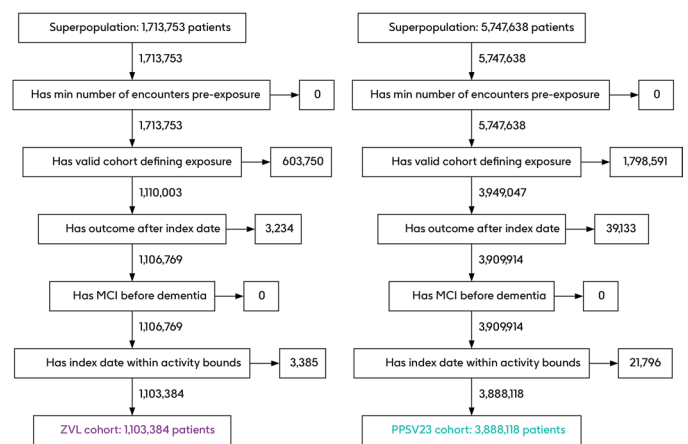 Superpopulation: 1,713,753 patients
1,713,753
Has min number of encounters pre-exposure
0
1,713,753
Has valid cohort defining exposure
603,750
1,110,003
Has outcome after index date
3,234
1,106,769
Has MCI before dementia
0
1,106,769
Has index date within activity bounds
3,385
1,103,384
ZVL cohort: 1,103,384 patients
Superpopulation: 5,747,638 patients
5,747,638
Has min number of encounters pre-exposure
0
5,747,638
Has valid cohort defining exposure
1,798,591
3,949,047
Has outcome after index date
39,133
3,909,914
Has MCI before dementia
0
3,909,914
Has index date within activity bounds
21,796
3,888,118
PPSV23 cohort: 3,888,118 patients